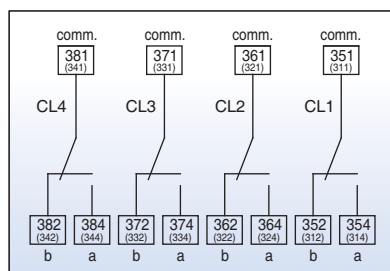 comm. comm. comm. comm.
381 371 361 351
(341) (331) (321) (311)
CL4 CL3 CL2 CL1
382 384 372 374 362 364 352 354
(342) (344) (332) (334) (322) (324) (312) (314)
b a b a b a b a